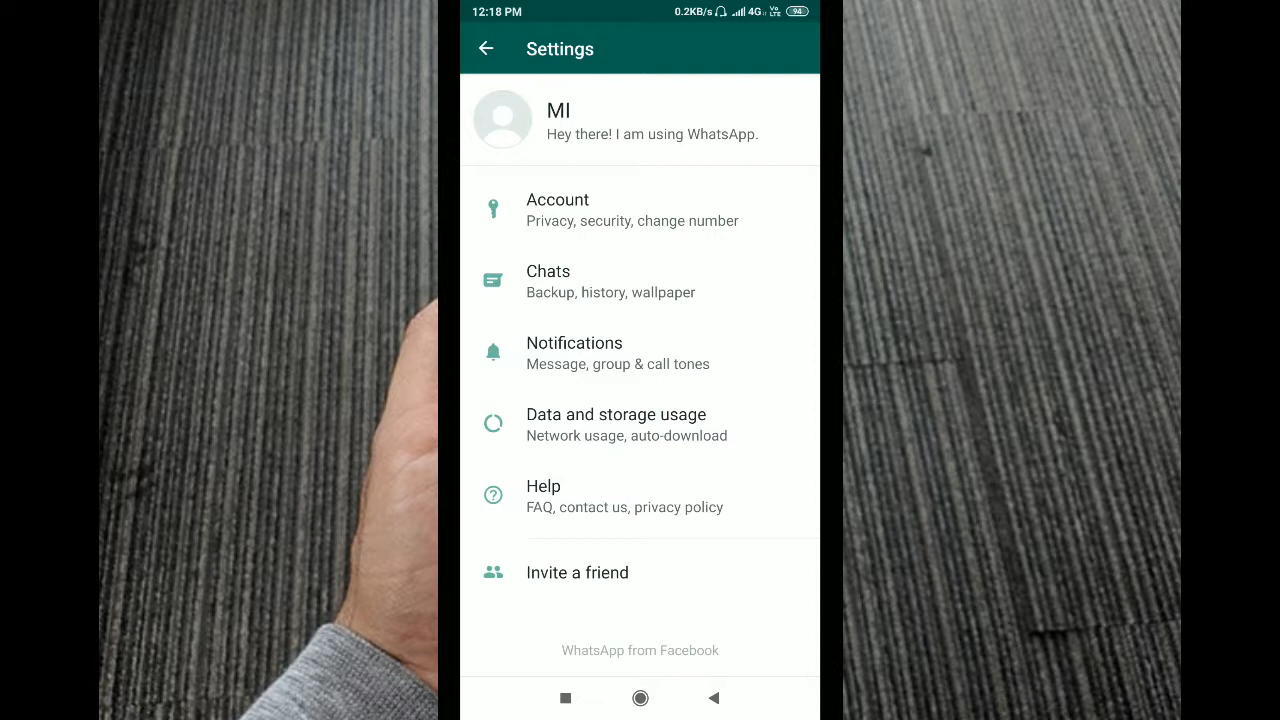 12:18 PM 0.2KB/s 4G Vo LTE 94
Settings
MI
Hey there! I am using WhatsApp.
Account
Privacy, security, change number
Chats
Backup, history, wallpaper
Notifications
Message, group & call tones
Data and storage usage
Network usage, auto-download
Help
FAQ, contact us, privacy policy
Invite a friend
WhatsApp from Facebook